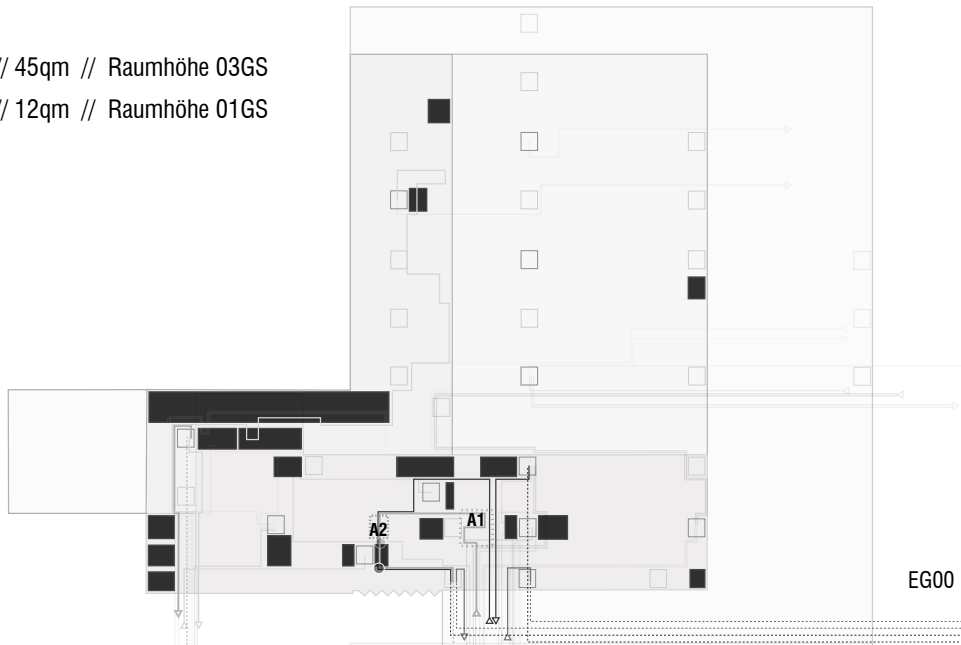 // 45qm // Raumhöhe 03GS
// 12qm // Raumhöhe 01GS
A2
A1
EG00